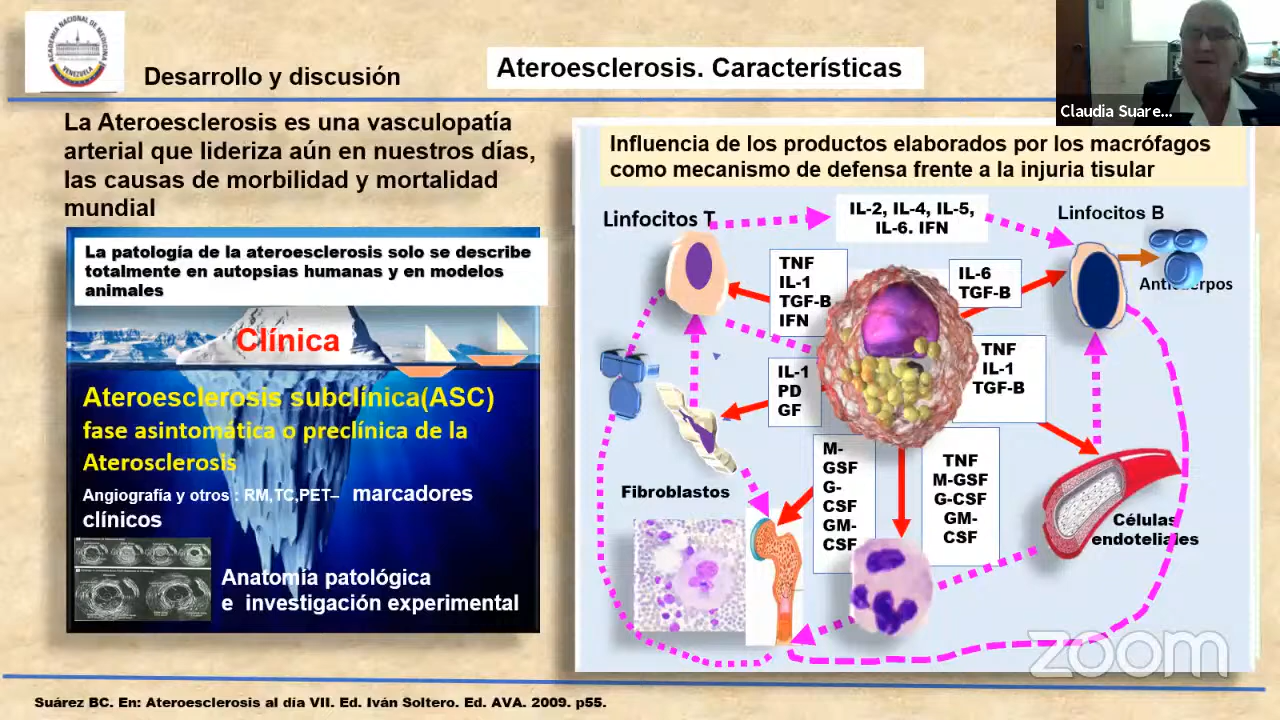 ACADEMIA NACIONAL DE MEDICINA
VENEZUELA
Desarrollo y discusión
Ateroesclerosis. Características
Claudia Suare...
La Ateroesclerosis es una vasculopatía
arterial que lideriza aún en nuestros días,
las causas de morbilidad y mortalidad
mundial
La patología de la ateroesclerosis solo se describe
totalmente en autopsias humanas y en modelos
animales
Clínica
Ateroesclerosis subclínica(ASC)
fase asintomática o preclínica de la
Aterosclerosis
Angiografía y otros : RM,TC,PET– marcadores
clínicos
Anatomía patológica
e investigación experimental
Influencia de los productos elaborados por los macrófagos
como mecanismo de defensa frente a la injuria tisular
Linfocitos T
IL-2, IL-4, IL-5,
IL-6. IFN
Linfocitos B
Anticuerpos
TNF
IL-1
TGF-B
IFN
IL-6
TGF-B
IL-1
PD
GF
TNF
IL-1
TGF-B
Fibroblastos
M-
GSF
G-
CSF
GM-
CSF
TNF
M-GSF
G-CSF
GM-
CSF
Células
endoteliales
zoom
Suárez BC. En: Ateroesclerosis al día VII. Ed. Iván Soltero. Ed. AVA. 2009. p55.